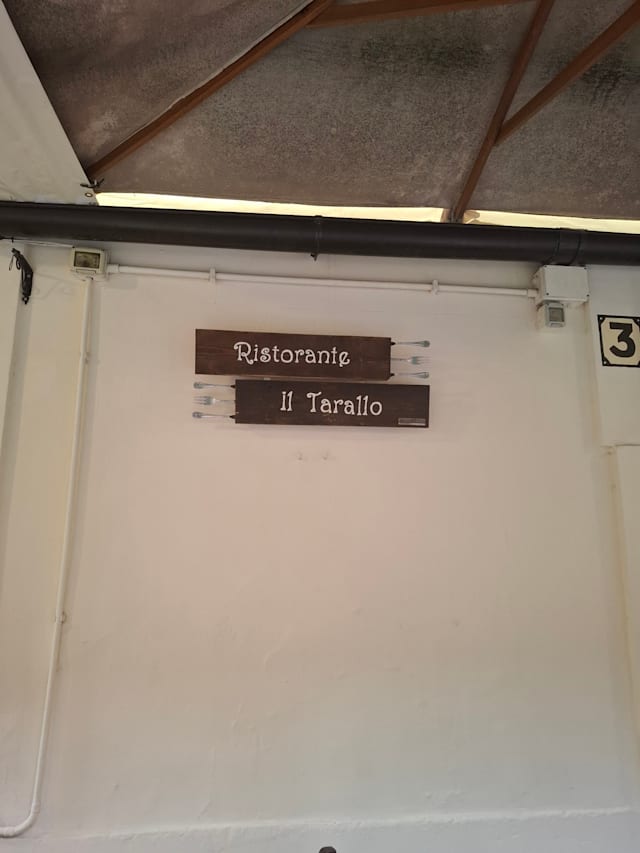 Ristorante
il Tarallo
3